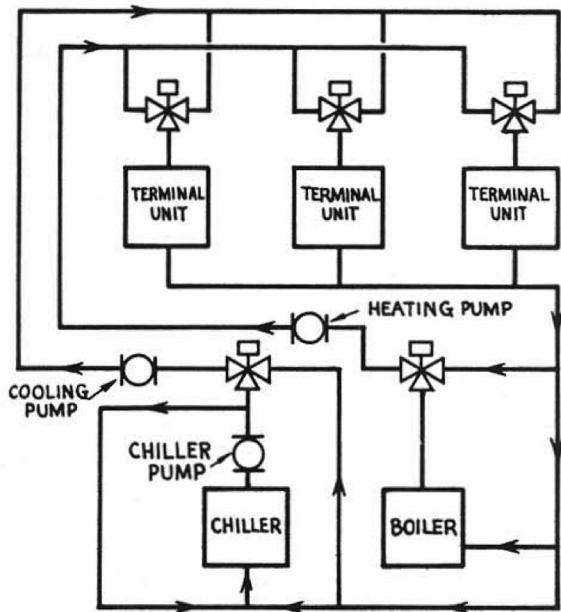 TERMINAL
UNIT
TERMINAL
UNIT
TERMINAL
UNIT
HEATING PUMP
COOLING
PUMP
CHILLER
PUMP
CHILLER
BOILER